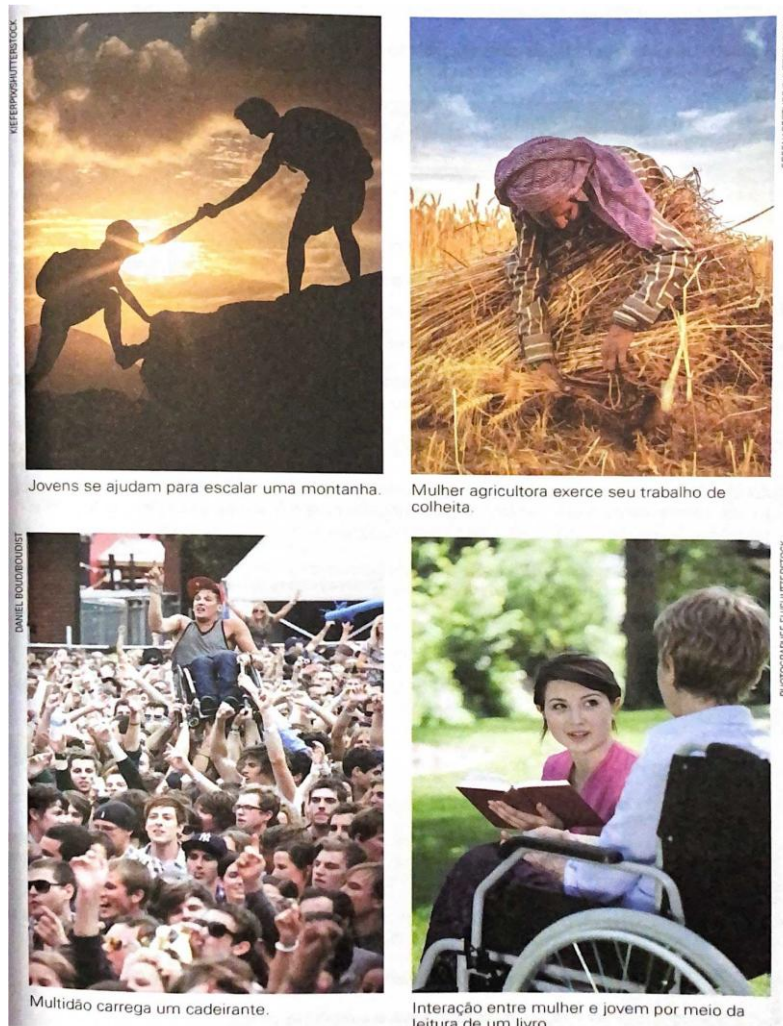 KIEFERPIX/SHUTTERSTOCK
Jovens se ajudam para escalar uma montanha.
Mulher agricultora exerce seu trabalho de
colheita.
DANIEL BOUD/BOUDIST
Multidão carrega um cadeirante.
Interação entre mulher e jovem por meio da
leitura de um livro.